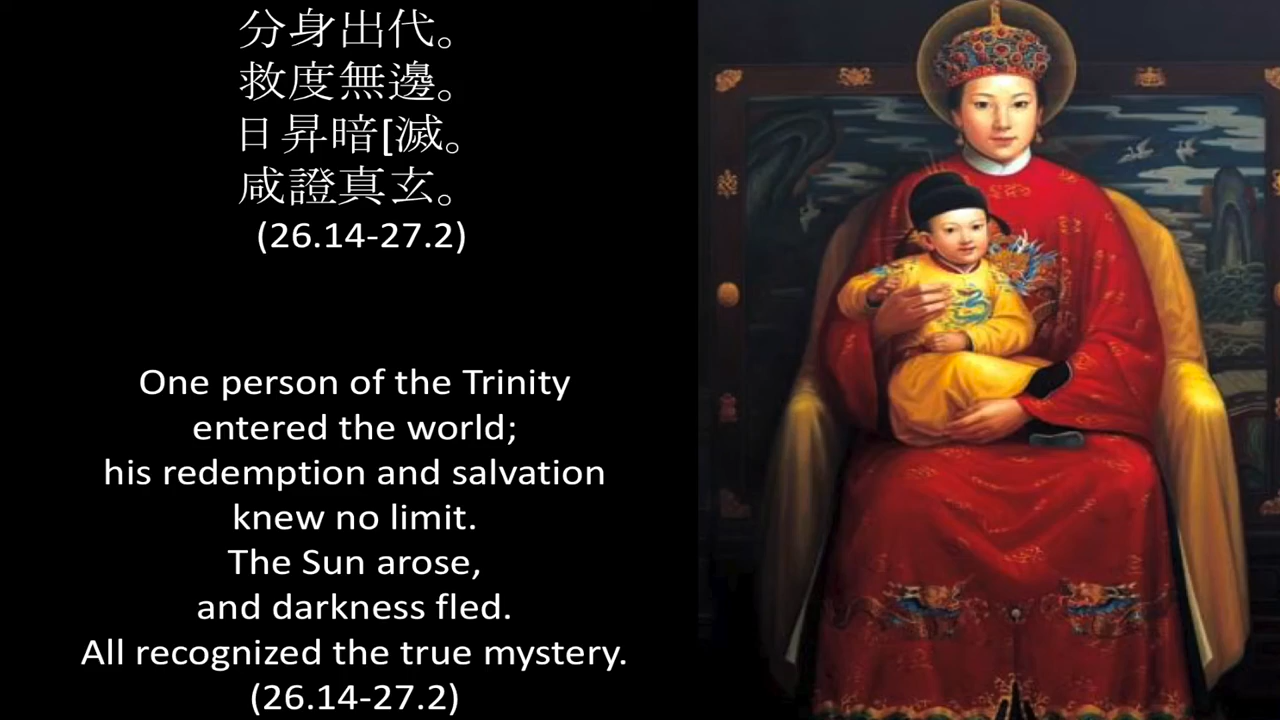 分身出代。
救度無邊。
日昇暗[滅。
咸證真玄。
(26.14-27.2)
One person of the Trinity
entered the world;
his redemption and salvation
knew no limit.
The Sun arose,
and darkness fled.
All recognized the true mystery.
(26.14-27.2)